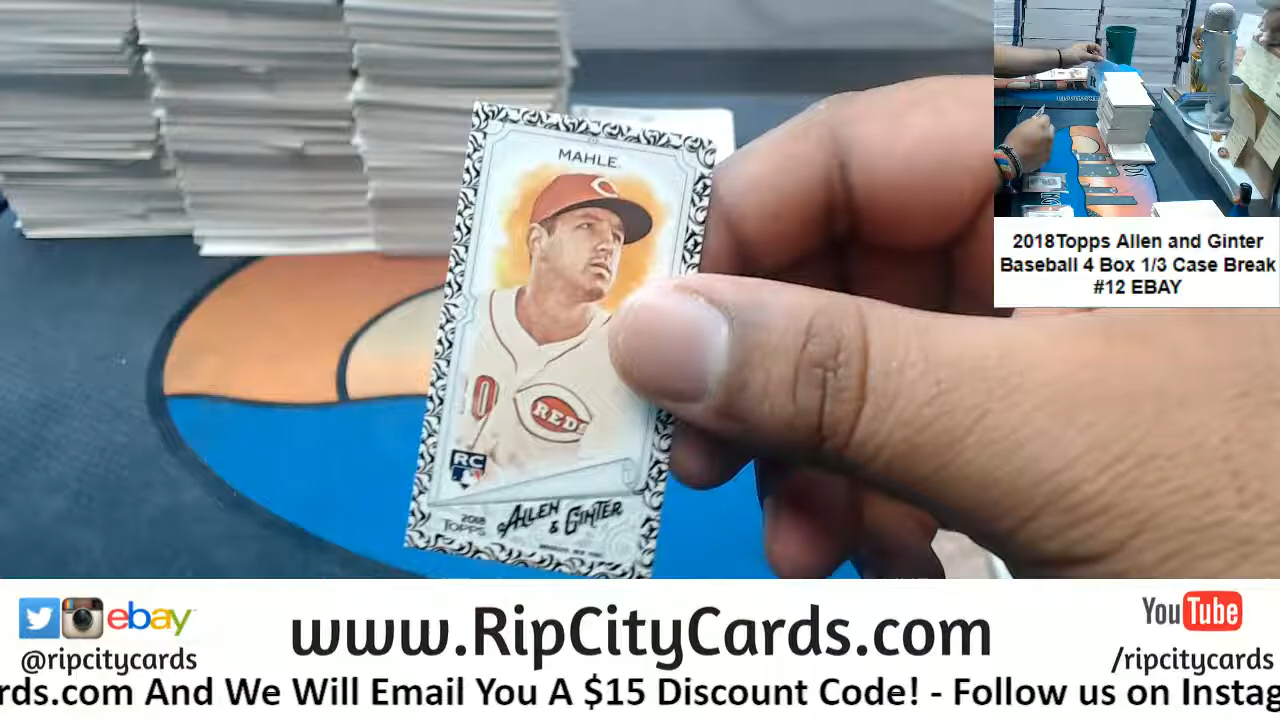 MAHLE
0
REDS
RC
2018 TOPPS
ALLEN & GINTER
2018Topps Allen and Ginter
Baseball 4 Box 1/3 Case Break
#12 EBAY
ebay
@ripcitycards
www.RipCityCards.com
YouTube
/ripcitycards
rds.com And We Will Email You A $15 Discount Code! - Follow us on Instag